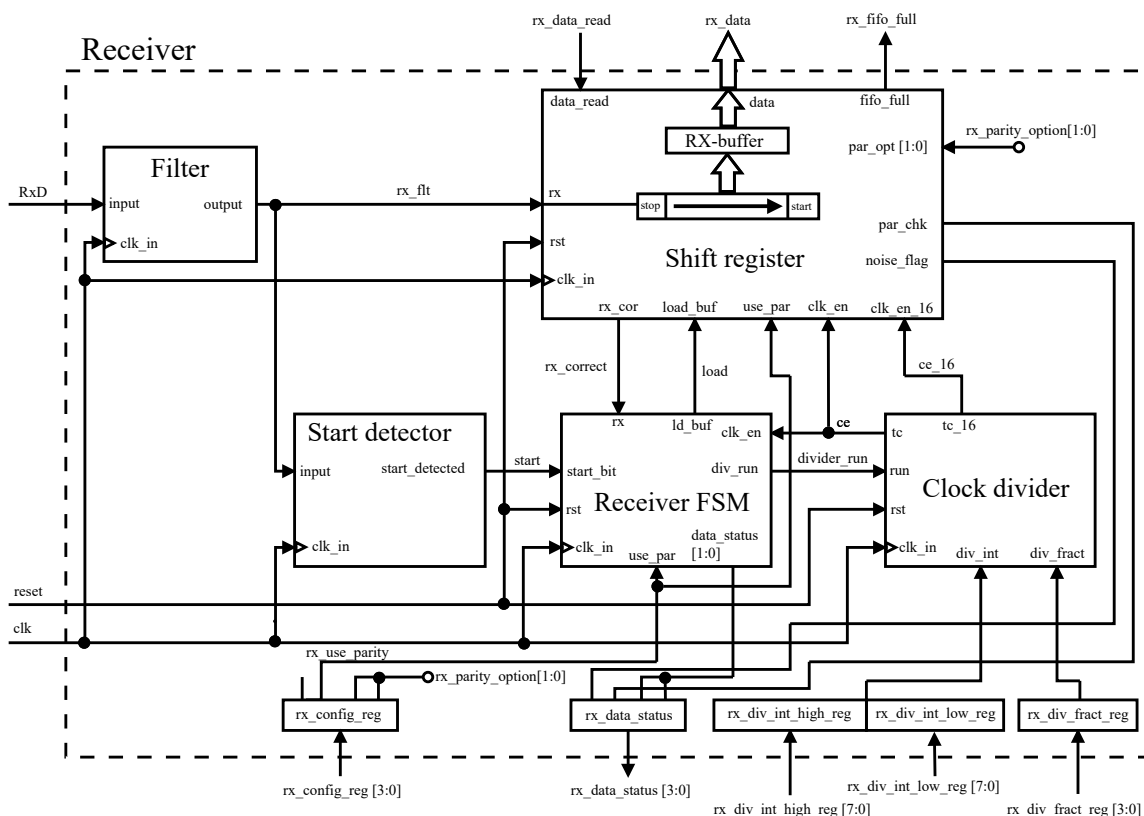 rx_data_read
rx_data
rx_fifo_full
Receiver
data_read
data
fifo_full
RX-buffer
par_opt [1:0]
rx_parity_option[1:0]
Filter
RxD
input
output
rx_flt
rx
stop
start
clk_in
rst
par_chk
Shift register
noise_flag
clk_in
rx_cor
load_buf
use_par
clk_en
clk_en_16
rx_correct
load
ce_16
rx
ld_buf
clk_en
ce
tc
tc_16
Start detector
input
start_detected
start
start_bit
div_run
divider_run
run
Receiver FSM
Clock divider
rst
rst
data_status
[1:0]
clk_in
clk_in
use_par
clk_in
div_int
div_fract
reset
clk
rx_use_parity
rx_parity_option[1:0]
rx_config_reg
rx_data_status
rx_div_int_high_reg
rx_div_int_low_reg
rx_div_fract_reg
rx_config_reg [3:0]
rx_data_status [3:0]
rx_div_int_low_reg [7:0]
rx_div_int_high_reg [7:0]
rx_div_fract_reg [3:0]